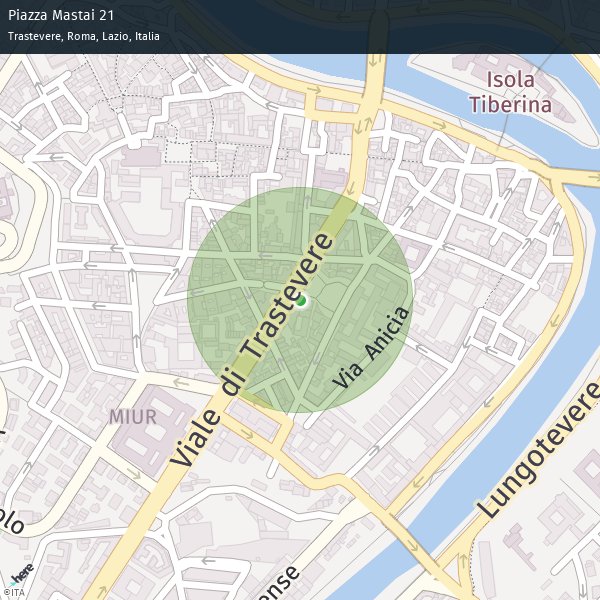 Piazza Mastai 21
Trastevere, Roma, Lazio, Italia
Isola
Tiberina
Viale di Trastevere
Via Anicia
MIUR
Lungotevere
olo
ense
here
©ITA